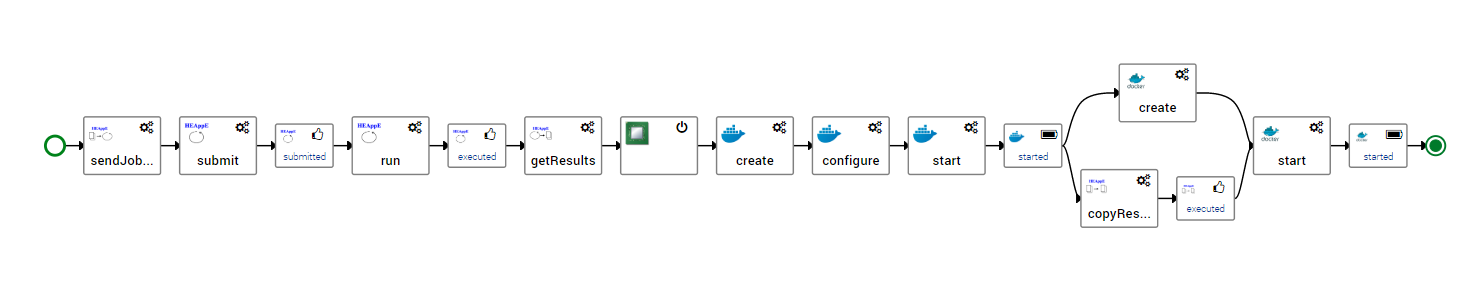 HEAppE
sendJob...
HEAppE
submit
HEAppE
submitted
HEAppE
run
HEAppE
executed
HEAppE
getResults
create
configure
start
started
docker
create
HEAppE
copyRes...
HEAppE
executed
docker
start
docker
started